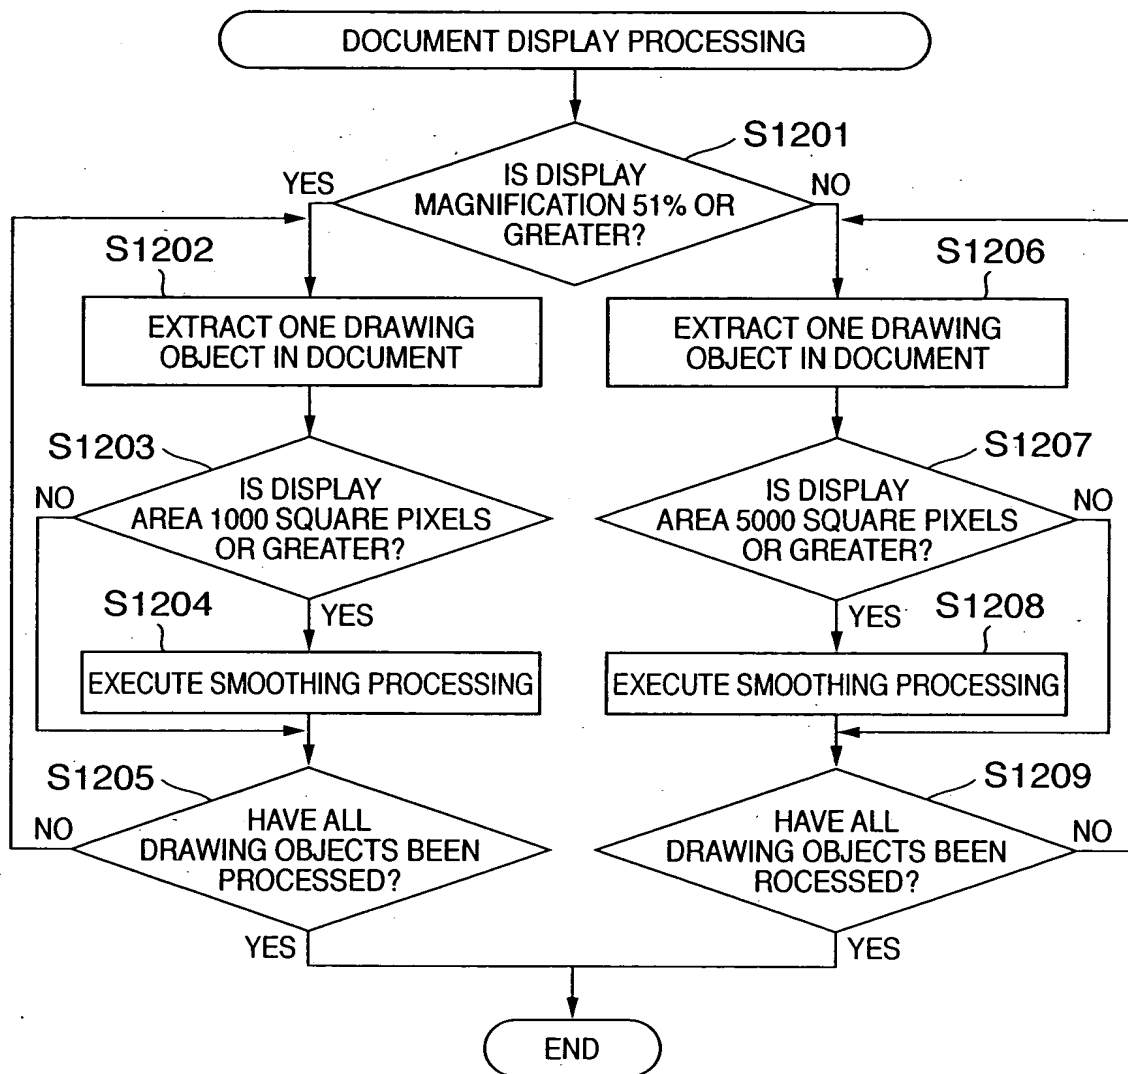 DOCUMENT DISPLAY PROCESSING
S1201
IS DISPLAY
MAGNIFICATION 51% OR
GREATER?
YES
NO
S1202
EXTRACT ONE DRAWING
OBJECT IN DOCUMENT
S1203
IS DISPLAY
AREA 1000 SQUARE PIXELS
OR GREATER?
NO
YES
S1204
EXECUTE SMOOTHING PROCESSING
S1205
HAVE ALL
DRAWING OBJECTS BEEN
PROCESSED?
NO
YES
S1206
EXTRACT ONE DRAWING
OBJECT IN DOCUMENT
S1207
IS DISPLAY
AREA 5000 SQUARE PIXELS
OR GREATER?
NO
YES
S1208
EXECUTE SMOOTHING PROCESSING
S1209
HAVE ALL
DRAWING OBJECTS BEEN
ROCESSED?
NO
YES
END